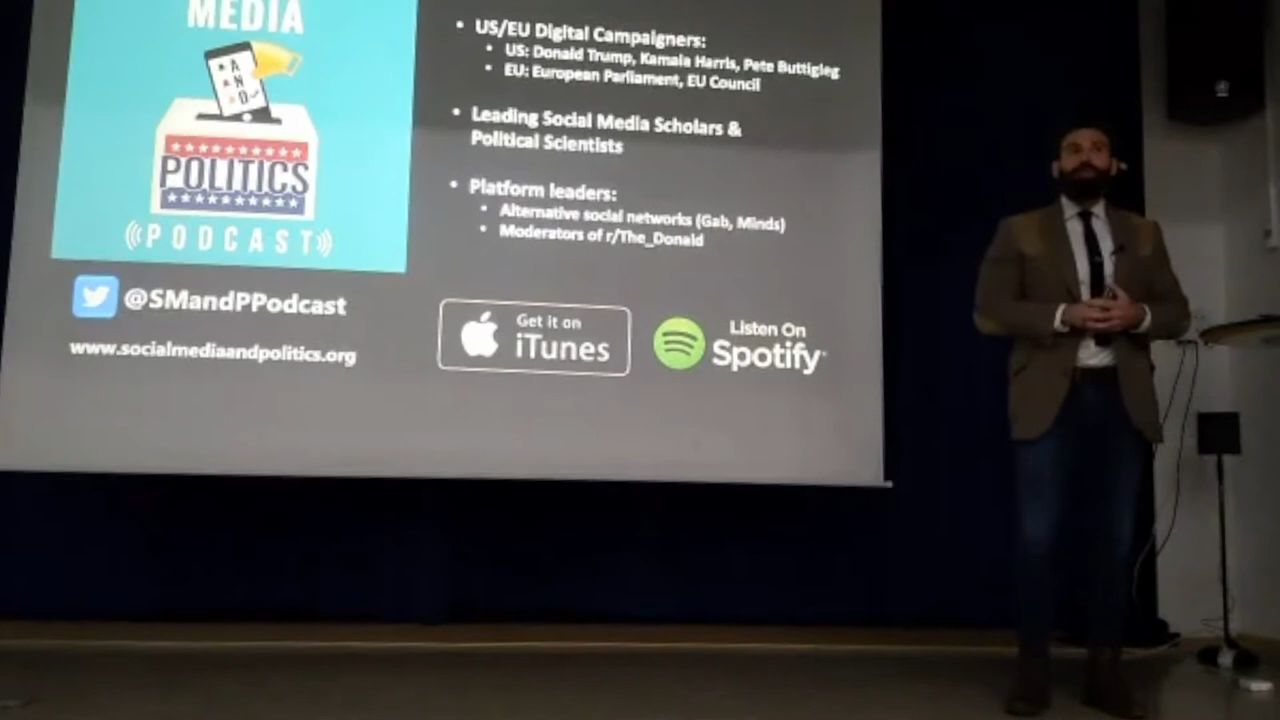 MEDIA
AND
POLITICS
PODCAST
@SMandPPodcast
www.socialmediaandpolitics.org
• US/EU Digital Campaigners:
• US: Donald Trump, Kamala Harris, Pete Buttigieg
• EU: European Parliament, EU Council
• Leading Social Media Scholars &
Political Scientists
• Platform leaders:
• Alternative social networks (Gab, Minds)
• Moderators of r/The_Donald
Get it on
iTunes
Listen On
Spotify